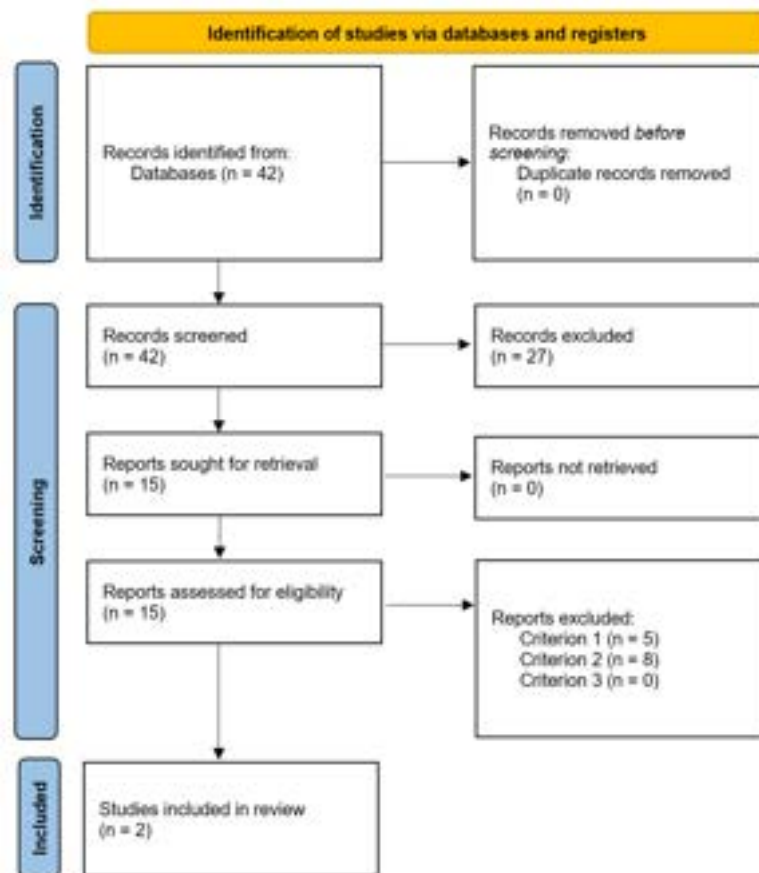 Identification of studies via databases and registers
Identification
Records identified from:
Databases (n = 42)
Records removed before
screening:
Duplicate records removed
(n = 0)
Screening
Records screened
(n = 42)
Records excluded
(n = 27)
Reports sought for retrieval
(n = 15)
Reports not retrieved
(n = 0)
Reports assessed for eligibility
(n = 15)
Reports excluded:
Criterion 1 (n = 5)
Criterion 2 (n = 8)
Criterion 3 (n = 0)
Included
Studies included in review
(n = 2)